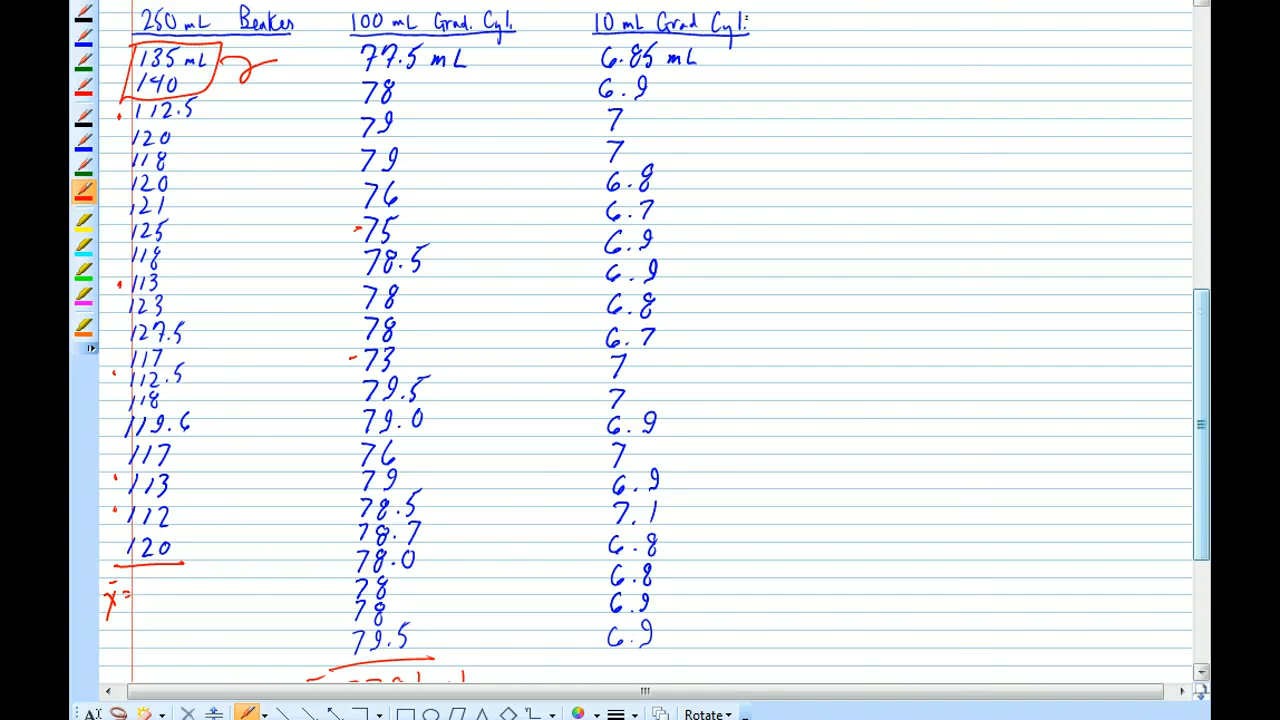 250 mL Beaker 100 mL Grad. Cyl. 10 mL Grad Cyl.
135 mL 77.5 mL 6.85 mL
140 78 6.9
112.5 79 7
120 79 7
118 76 6.8
120 75 6.7
121 78.5 6.9
125 78 6.9
118 78 6.8
113 73 6.7
123 79.5 7
127.5 79.0 7
117 76 6.9
112.5 79 7
118 78.5 6.9
119.6 78.7 7.1
117 78.0 6.8
113 78 6.8
112 78 6.9
120 79.5 6.9
x̄ =
Rotate